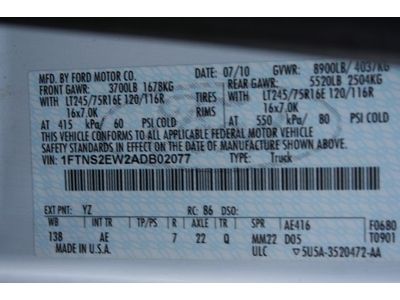 MFD. BY FORD MOTOR CO. DATE: 07/10 GVWR: 8900LB/ 4037KG
FRONT GAWR: 3700LB 1678KG REAR GAWR: 5520LB 2504KG
WITH LT245/75R16E 120/116R TIRES WITH LT245/75R16E 120/116R
16x7.0K RIMS 16x7.0K
AT 415 kPa/ 60 PSI COLD AT 550 kPa/ 80 PSI COLD
THIS VEHICLE CONFORMS TO ALL APPLICABLE FEDERAL MOTOR VEHICLE
SAFETY STANDARDS IN EFFECT ON THE DATE OF MANUFACTURE SHOWN ABOVE.
VIN: 1FTNS2EW2ADB02077 TYPE: Truck
EXT PNT: YZ RC: 86 DSO:
WB BRK INT TR TP/PS R AXLE TR SPR AE416 F0680
138 AE 7 22 Q MM22 D05 T0901
MADE IN U.S.A. ULC 5U5A-3520472-AA